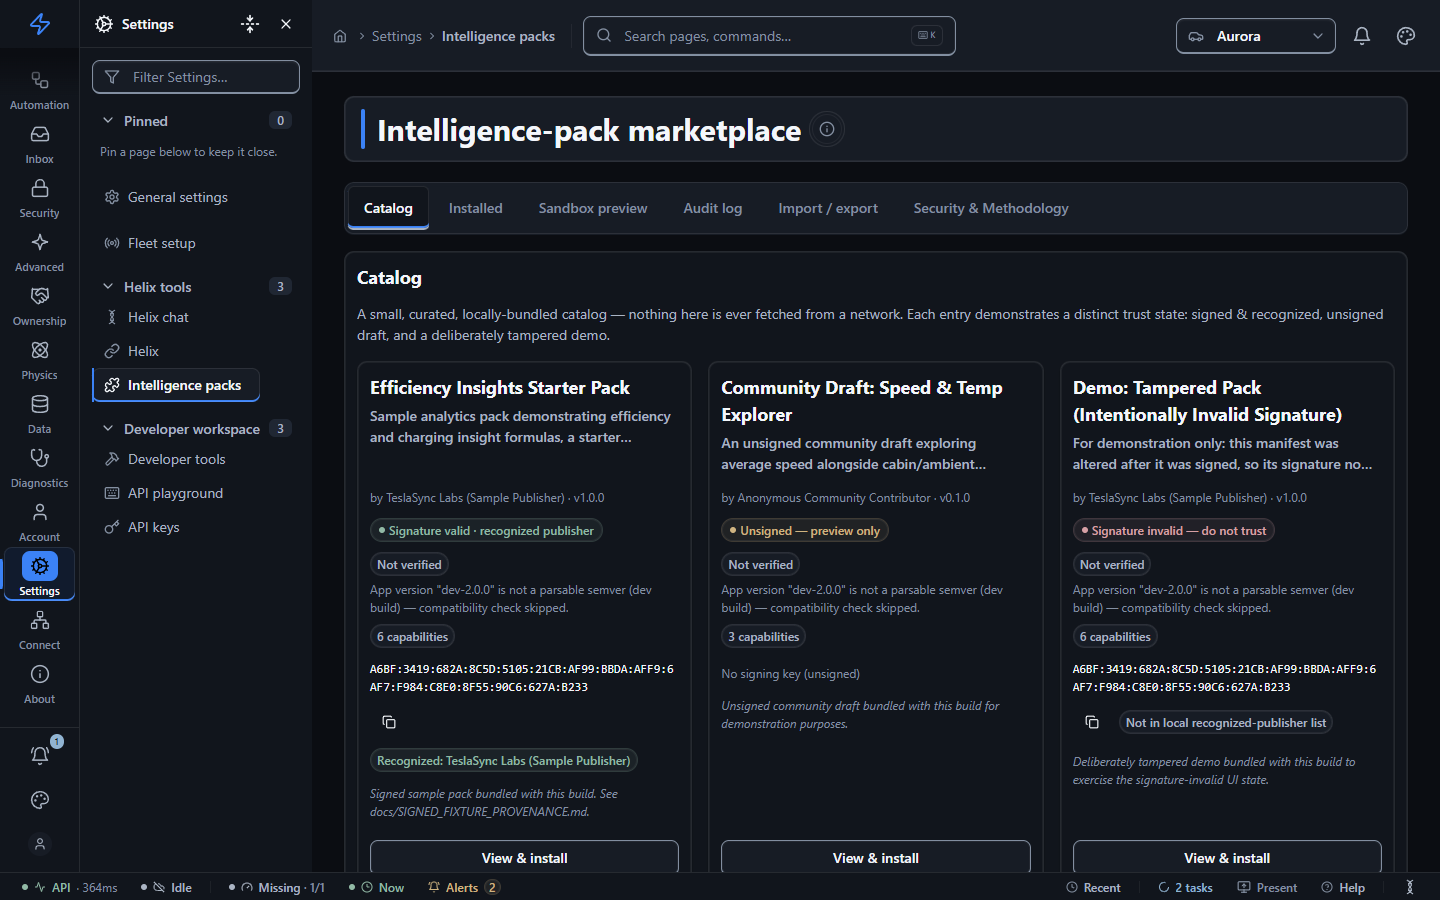 Automation
Inbox
Security
Advanced
Ownership
Physics
Data
Diagnostics
Account
Settings
Connect
About
1
Settings
Filter Settings...
Pinned 0
Pin a page below to keep it close.
General settings
Fleet setup
Helix tools 3
Helix chat
Helix
Intelligence packs
Developer workspace 3
Developer tools
API playground
API keys
Settings
Intelligence packs
Search pages, commands...
K
Aurora
Intelligence-pack marketplace
Catalog
Installed
Sandbox preview
Audit log
Import / export
Security & Methodology
Catalog
A small, curated, locally-bundled catalog — nothing here is ever fetched from a network. Each entry demonstrates a distinct trust state: signed & recognized, unsigned
draft, and a deliberately tampered demo.
Efficiency Insights Starter Pack
Sample analytics pack demonstrating efficiency
and charging insight formulas, a starter...
by TeslaSync Labs (Sample Publisher) · v1.0.0
Signature valid · recognized publisher
Not verified
App version "dev-2.0.0" is not a parsable semver (dev
build) — compatibility check skipped.
6 capabilities
A6BF:3419:682A:8C5D:5105:21CB:AF99:BBDA:AFF9:6
AF7:F984:C8E0:8F55:90C6:627A:B233
Recognized: TeslaSync Labs (Sample Publisher)
Signed sample pack bundled with this build. See
docs/SIGNED_FIXTURE_PROVENANCE.md.
View & install
Community Draft: Speed & Temp
Explorer
An unsigned community draft exploring
average speed alongside cabin/ambient...
by Anonymous Community Contributor · v0.1.0
Unsigned — preview only
Not verified
App version "dev-2.0.0" is not a parsable semver (dev
build) — compatibility check skipped.
3 capabilities
No signing key (unsigned)
Unsigned community draft bundled with this build for
demonstration purposes.
View & install
Demo: Tampered Pack
(Intentionally Invalid Signature)
For demonstration only: this manifest was
altered after it was signed, so its signature no...
by TeslaSync Labs (Sample Publisher) · v1.0.0
Signature invalid — do not trust
Not verified
App version "dev-2.0.0" is not a parsable semver (dev
build) — compatibility check skipped.
6 capabilities
A6BF:3419:682A:8C5D:5105:21CB:AF99:BBDA:AFF9:6
AF7:F984:C8E0:8F55:90C6:627A:B233
Not in local recognized-publisher list
Deliberately tampered demo bundled with this build to
exercise the signature-invalid UI state.
View & install
API · 364ms
Idle
Missing · 1/1
Now
Alerts 2
Recent
2 tasks
Present
Help